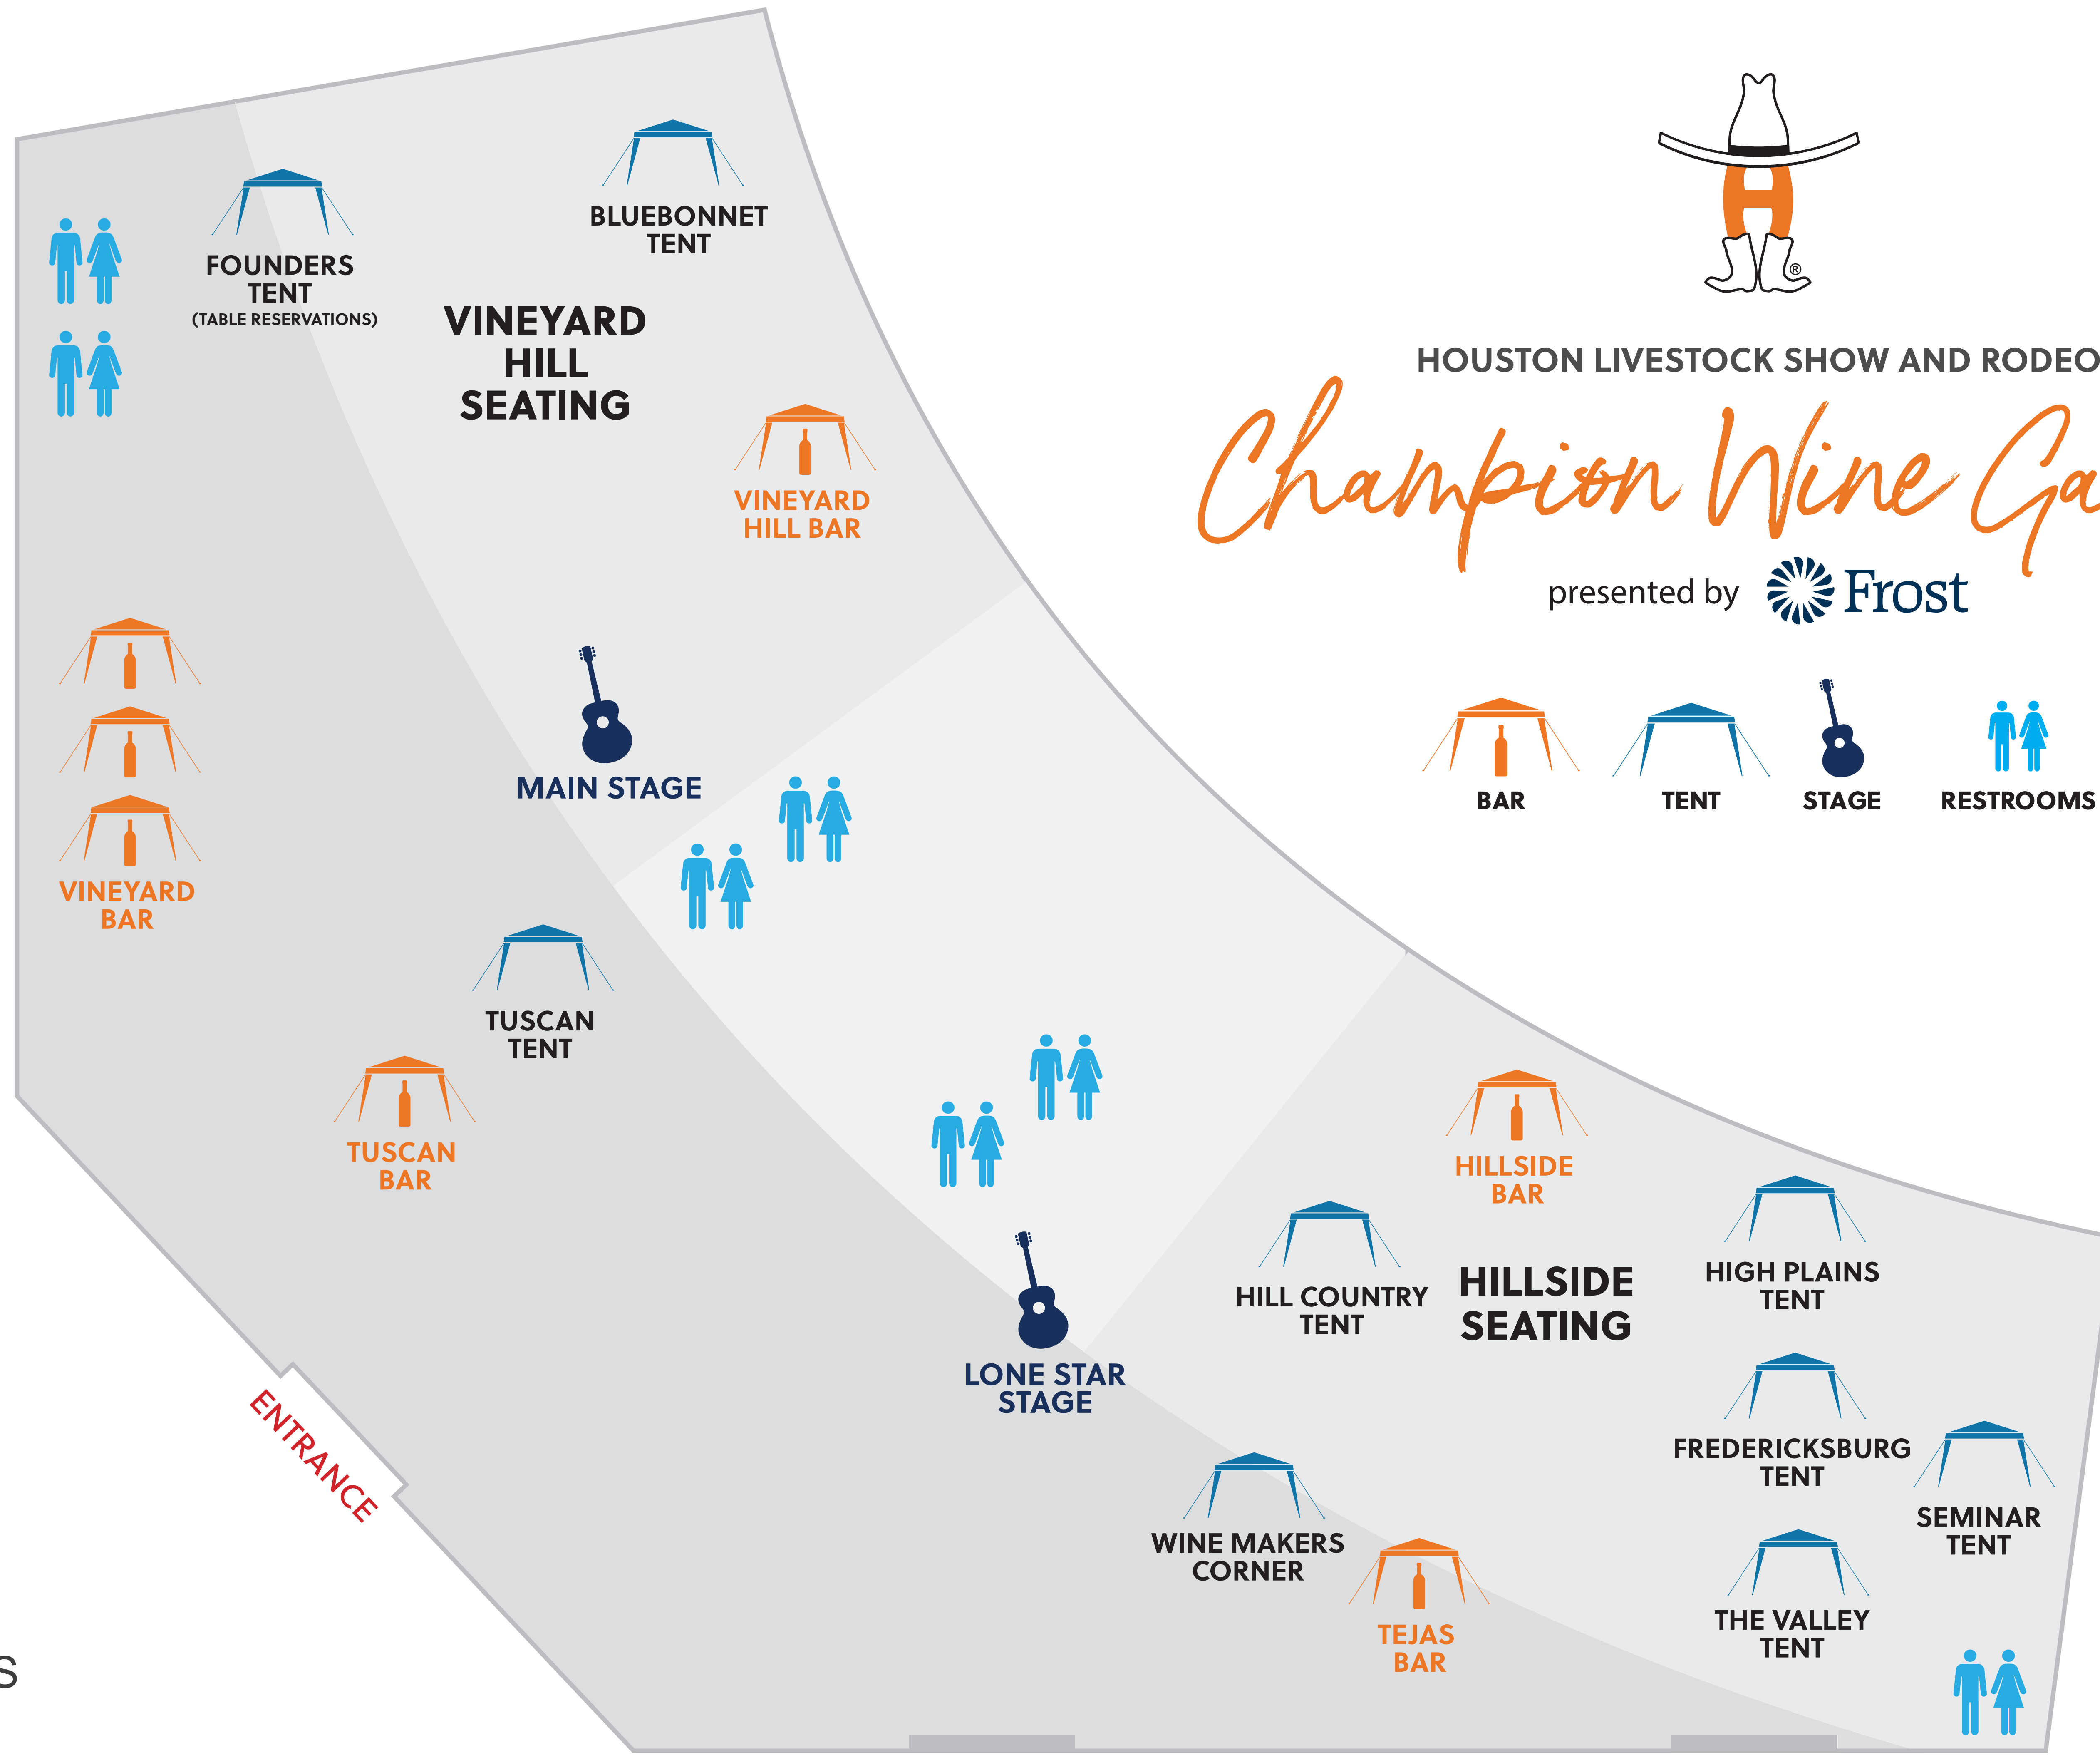 HOUSTON LIVESTOCK SHOW AND RODEO
Champion Wine Ga
presented by Frost
BAR
TENT
STAGE
RESTROOMS
BLUEBONNET
TENT
FOUNDERS
TENT
(TABLE RESERVATIONS)
VINEYARD
HILL
SEATING
VINEYARD
HILL BAR
MAIN STAGE
VINEYARD
BAR
TUSCAN
TENT
TUSCAN
BAR
HILLSIDE
BAR
HILL COUNTRY
TENT
HILLSIDE
SEATING
HIGH PLAINS
TENT
LONE STAR
STAGE
ENTRANCE
FREDERICKSBURG
TENT
SEMINAR
TENT
WINE MAKERS
CORNER
TEJAS
BAR
THE VALLEY
TENT
s